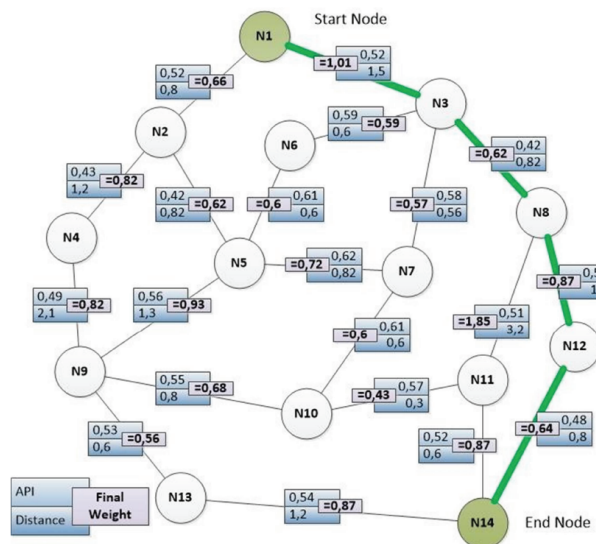 Start Node
N1
0,52
1,5
=1,01
0,52
0,8
=0,66
N3
N2
0,59
0,6
=0,59
N6
0,42
0,82
=0,62
0,43
1,2
=0,82
0,42
0,82
=0,62
0,61
0,6
=0,6
0,58
0,56
=0,57
N8
N4
N5
0,62
0,82
=0,72
N7
=0,87
0,49
2,1
=0,82
0,56
1,3
=0,93
0,51
3,2
=1,85
0,61
0,6
=0,6
N12
N9
N11
0,55
0,8
=0,68
N10
0,57
0,3
=0,43
0,48
0,8
=0,64
0,53
0,6
=0,56
0,52
0,6
=0,87
API
Distance
Final
Weight
N13
0,54
1,2
=0,87
N14
End Node